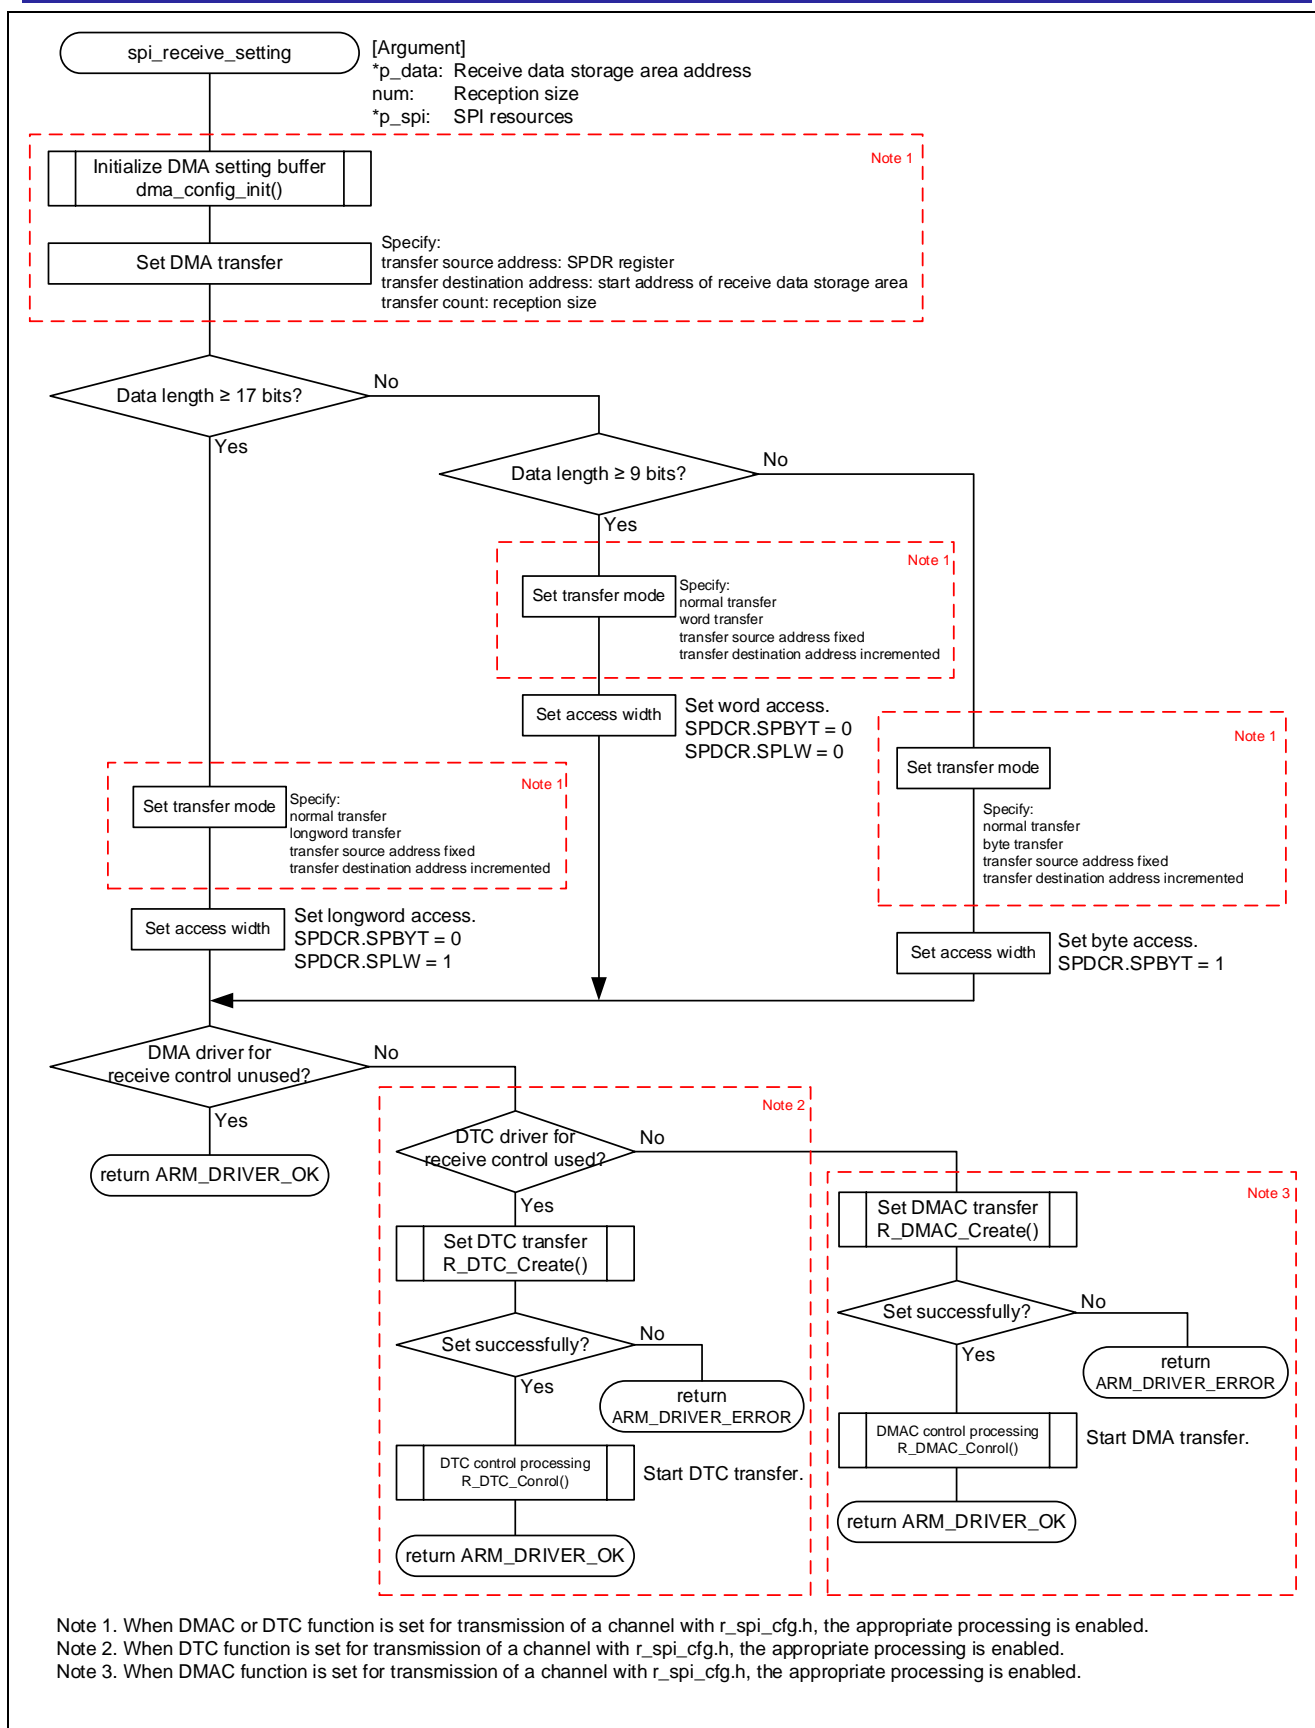 spi_receive_setting
[Argument]
*p_data: Receive data storage area address
num: Reception size
*p_spi: SPI resources
Note 1
Initialize DMA setting buffer
dma_config_init()
Set DMA transfer
Specify:
transfer source address: SPDR register
transfer destination address: start address of receive data storage area
transfer count: reception size
Data length ≥ 17 bits?
No
Yes
Data length ≥ 9 bits?
No
Yes
Note 1
Set transfer mode
Specify:
normal transfer
word transfer
transfer source address fixed
transfer destination address incremented
Set access width
Set word access.
SPDCR.SPBYT = 0
SPDCR.SPLW = 0
Note 1
Set transfer mode
Specify:
normal transfer
byte transfer
transfer source address fixed
transfer destination address incremented
Note 1
Set transfer mode
Specify:
normal transfer
longword transfer
transfer source address fixed
transfer destination address incremented
Set access width
Set longword access.
SPDCR.SPBYT = 0
SPDCR.SPLW = 1
Set access width
Set byte access.
SPDCR.SPBYT = 1
DMA driver for
receive control unused?
No
Yes
return ARM_DRIVER_OK
Note 2
DTC driver for
receive control used?
No
Yes
Set DTC transfer
R_DTC_Create()
Set successfully?
No
Yes
return
ARM_DRIVER_ERROR
DTC control processing
R_DTC_Conrol()
Start DTC transfer.
return ARM_DRIVER_OK
Note 3
Set DMAC transfer
R_DMAC_Create()
Set successfully?
No
Yes
return
ARM_DRIVER_ERROR
DMAC control processing
R_DMAC_Conrol()
Start DMA transfer.
return ARM_DRIVER_OK
Note 1. When DMAC or DTC function is set for transmission of a channel with r_spi_cfg.h, the appropriate processing is enabled.
Note 2. When DTC function is set for transmission of a channel with r_spi_cfg.h, the appropriate processing is enabled.
Note 3. When DMAC function is set for transmission of a channel with r_spi_cfg.h, the appropriate processing is enabled.